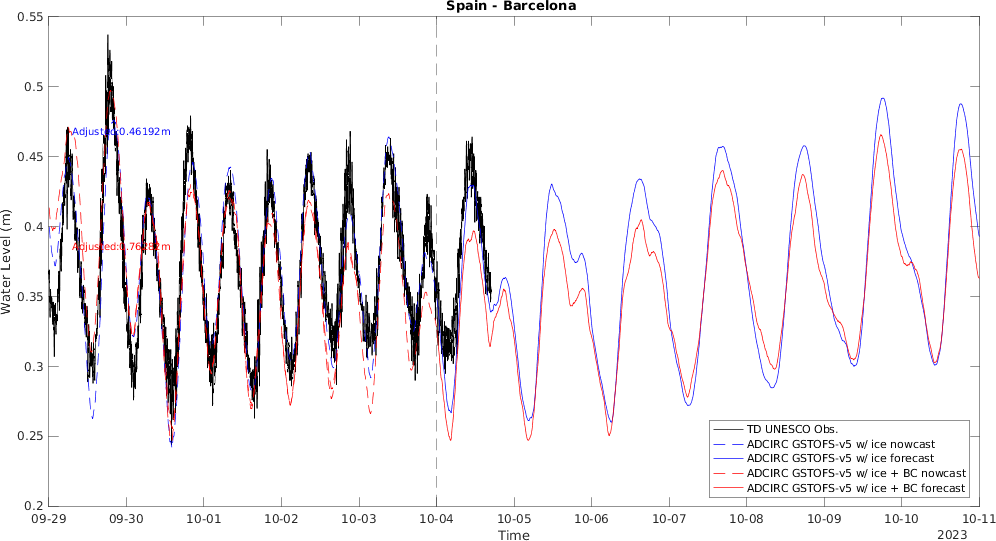 Spain - Barcelona
0.55
0.5
0.45
0.4
0.35
0.3
0.25
0.2
Water Level (m)
Adjusted:0.46192m
Adjusted:0.76282m
TD UNESCO Obs.
ADCIRC GSTOFS-v5 w/ ice nowcast
ADCIRC GSTOFS-v5 w/ ice forecast
ADCIRC GSTOFS-v5 w/ ice + BC nowcast
ADCIRC GSTOFS-v5 w/ ice + BC forecast
09-29 09-30 10-01 10-02 10-03 10-04 10-05 10-06 10-07 10-08 10-09 10-10 10-11
Time
2023